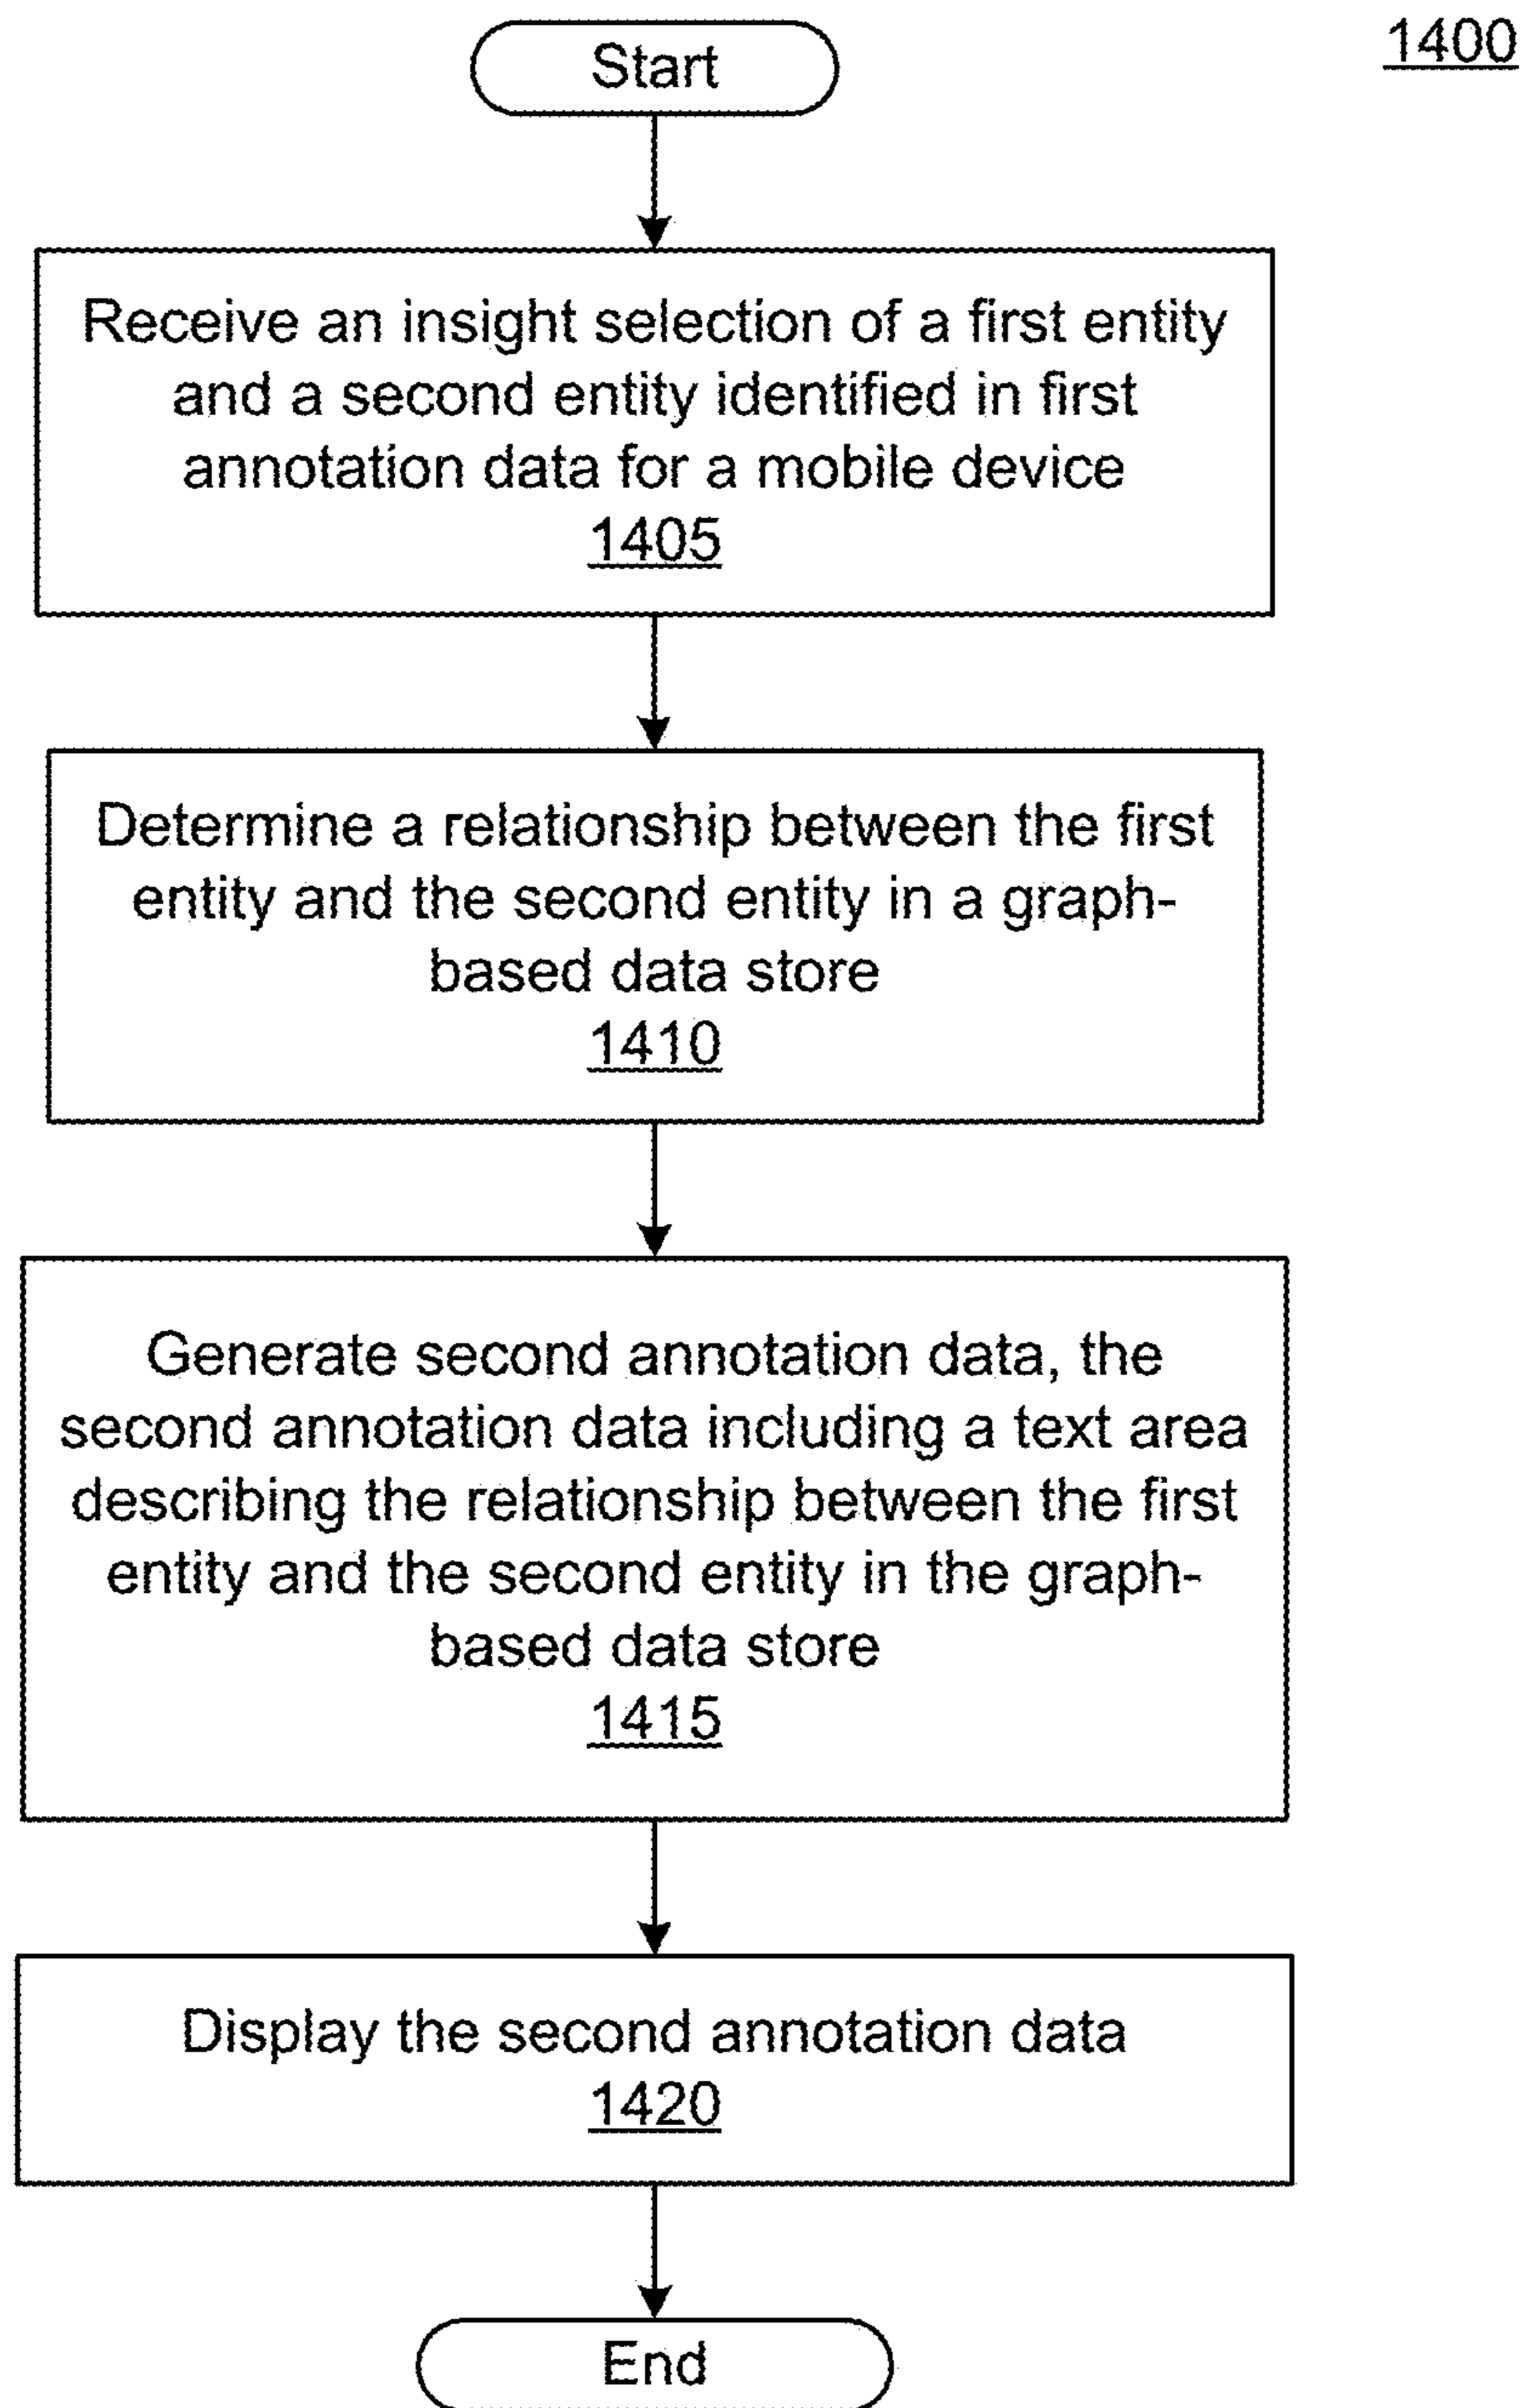 1400
Start
Receive an insight selection of a first entity
and a second entity identified in first
annotation data for a mobile device
1405
Determine a relationship between the first
entity and the second entity in a graph-
based data store
1410
Generate second annotation data, the
second annotation data including a text area
describing the relationship between the first
entity and the second entity in the graph-
based data store
1415
Display the second annotation data
1420
End